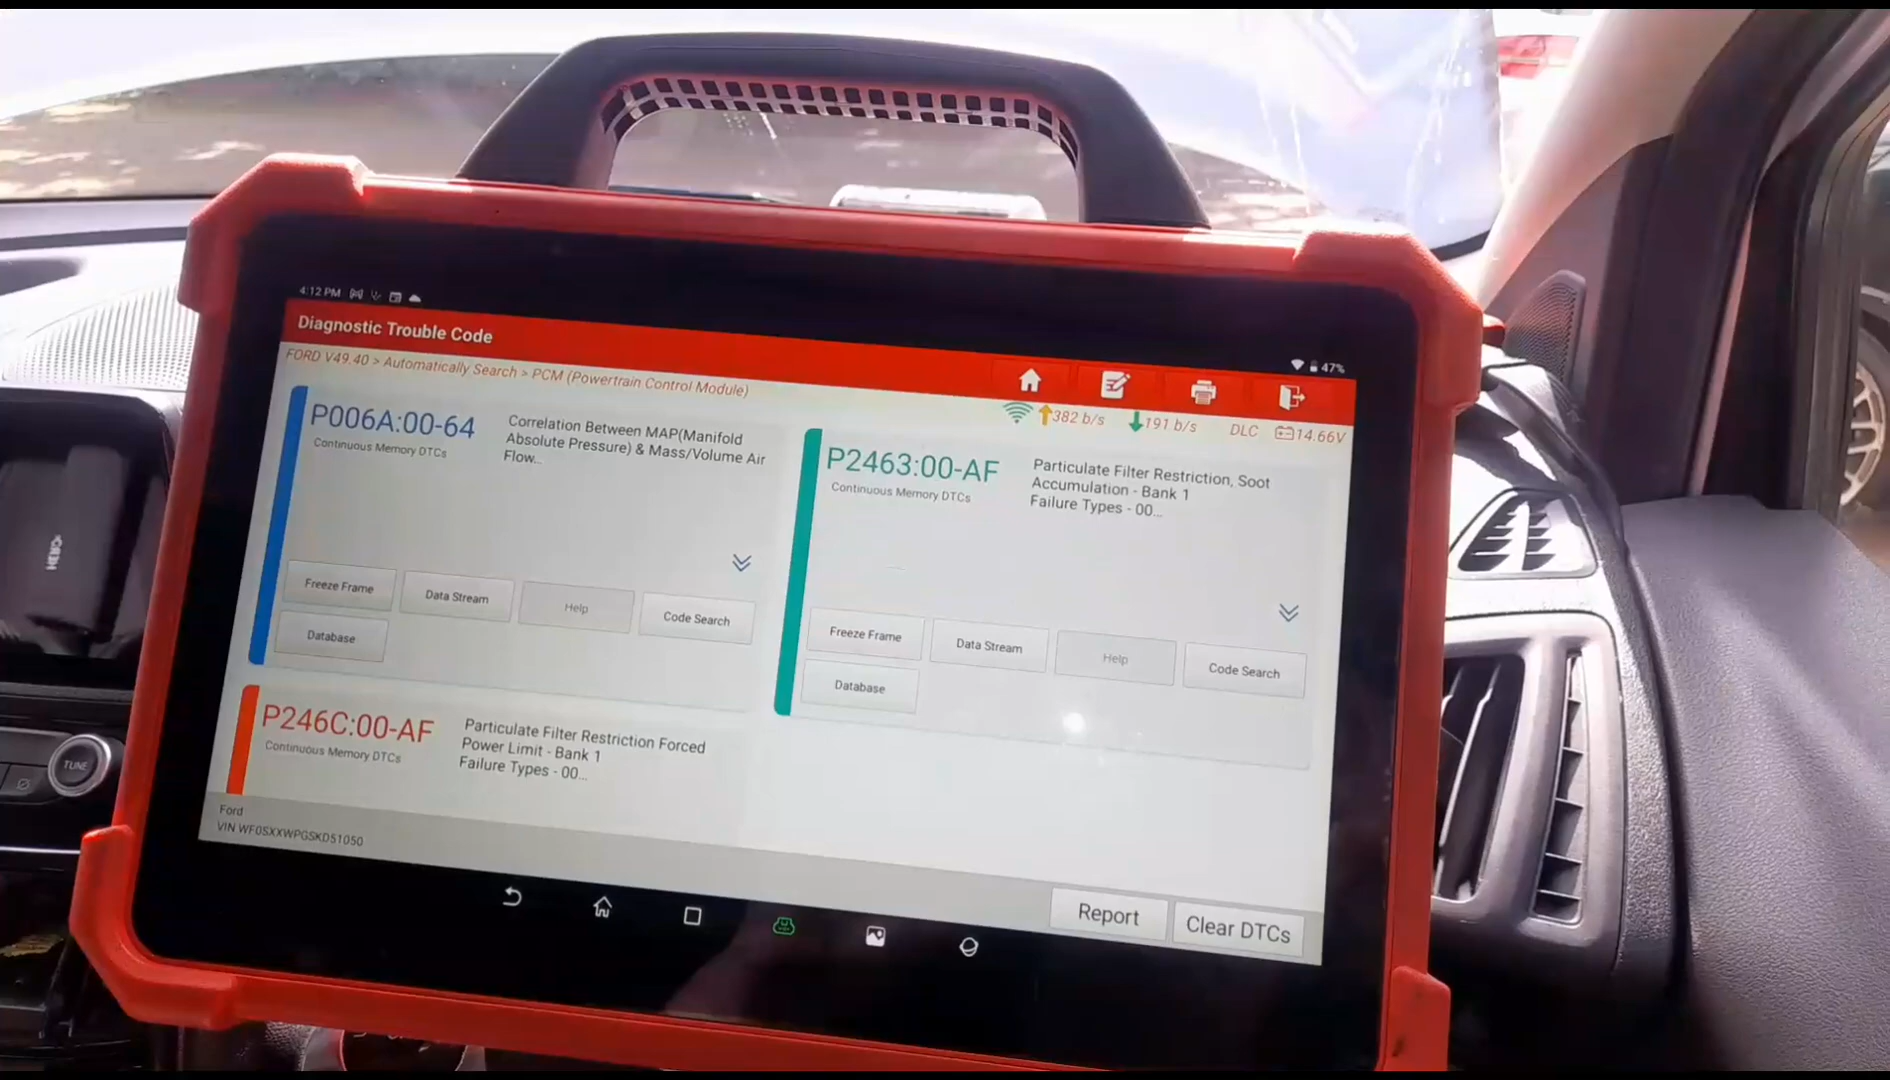 4:12 PM
47%
Diagnostic Trouble Code
FORD V49.40 > Automatically Search > PCM (Powertrain Control Module)
382 b/s 191 b/s DLC 14.66V
P006A:00-64
Continuous Memory DTCs
Correlation Between MAP(Manifold
Absolute Pressure) & Mass/Volume Air
Flow...
Freeze Frame Data Stream Help Code Search
Database
P2463:00-AF
Continuous Memory DTCs
Particulate Filter Restriction, Soot
Accumulation - Bank 1
Failure Types - 00...
Freeze Frame Data Stream Help Code Search
Database
P246C:00-AF
Continuous Memory DTCs
Particulate Filter Restriction Forced
Power Limit - Bank 1
Failure Types - 00...
Ford
VIN WF0SXXWPGSKD51050
Report Clear DTCs
TUNE